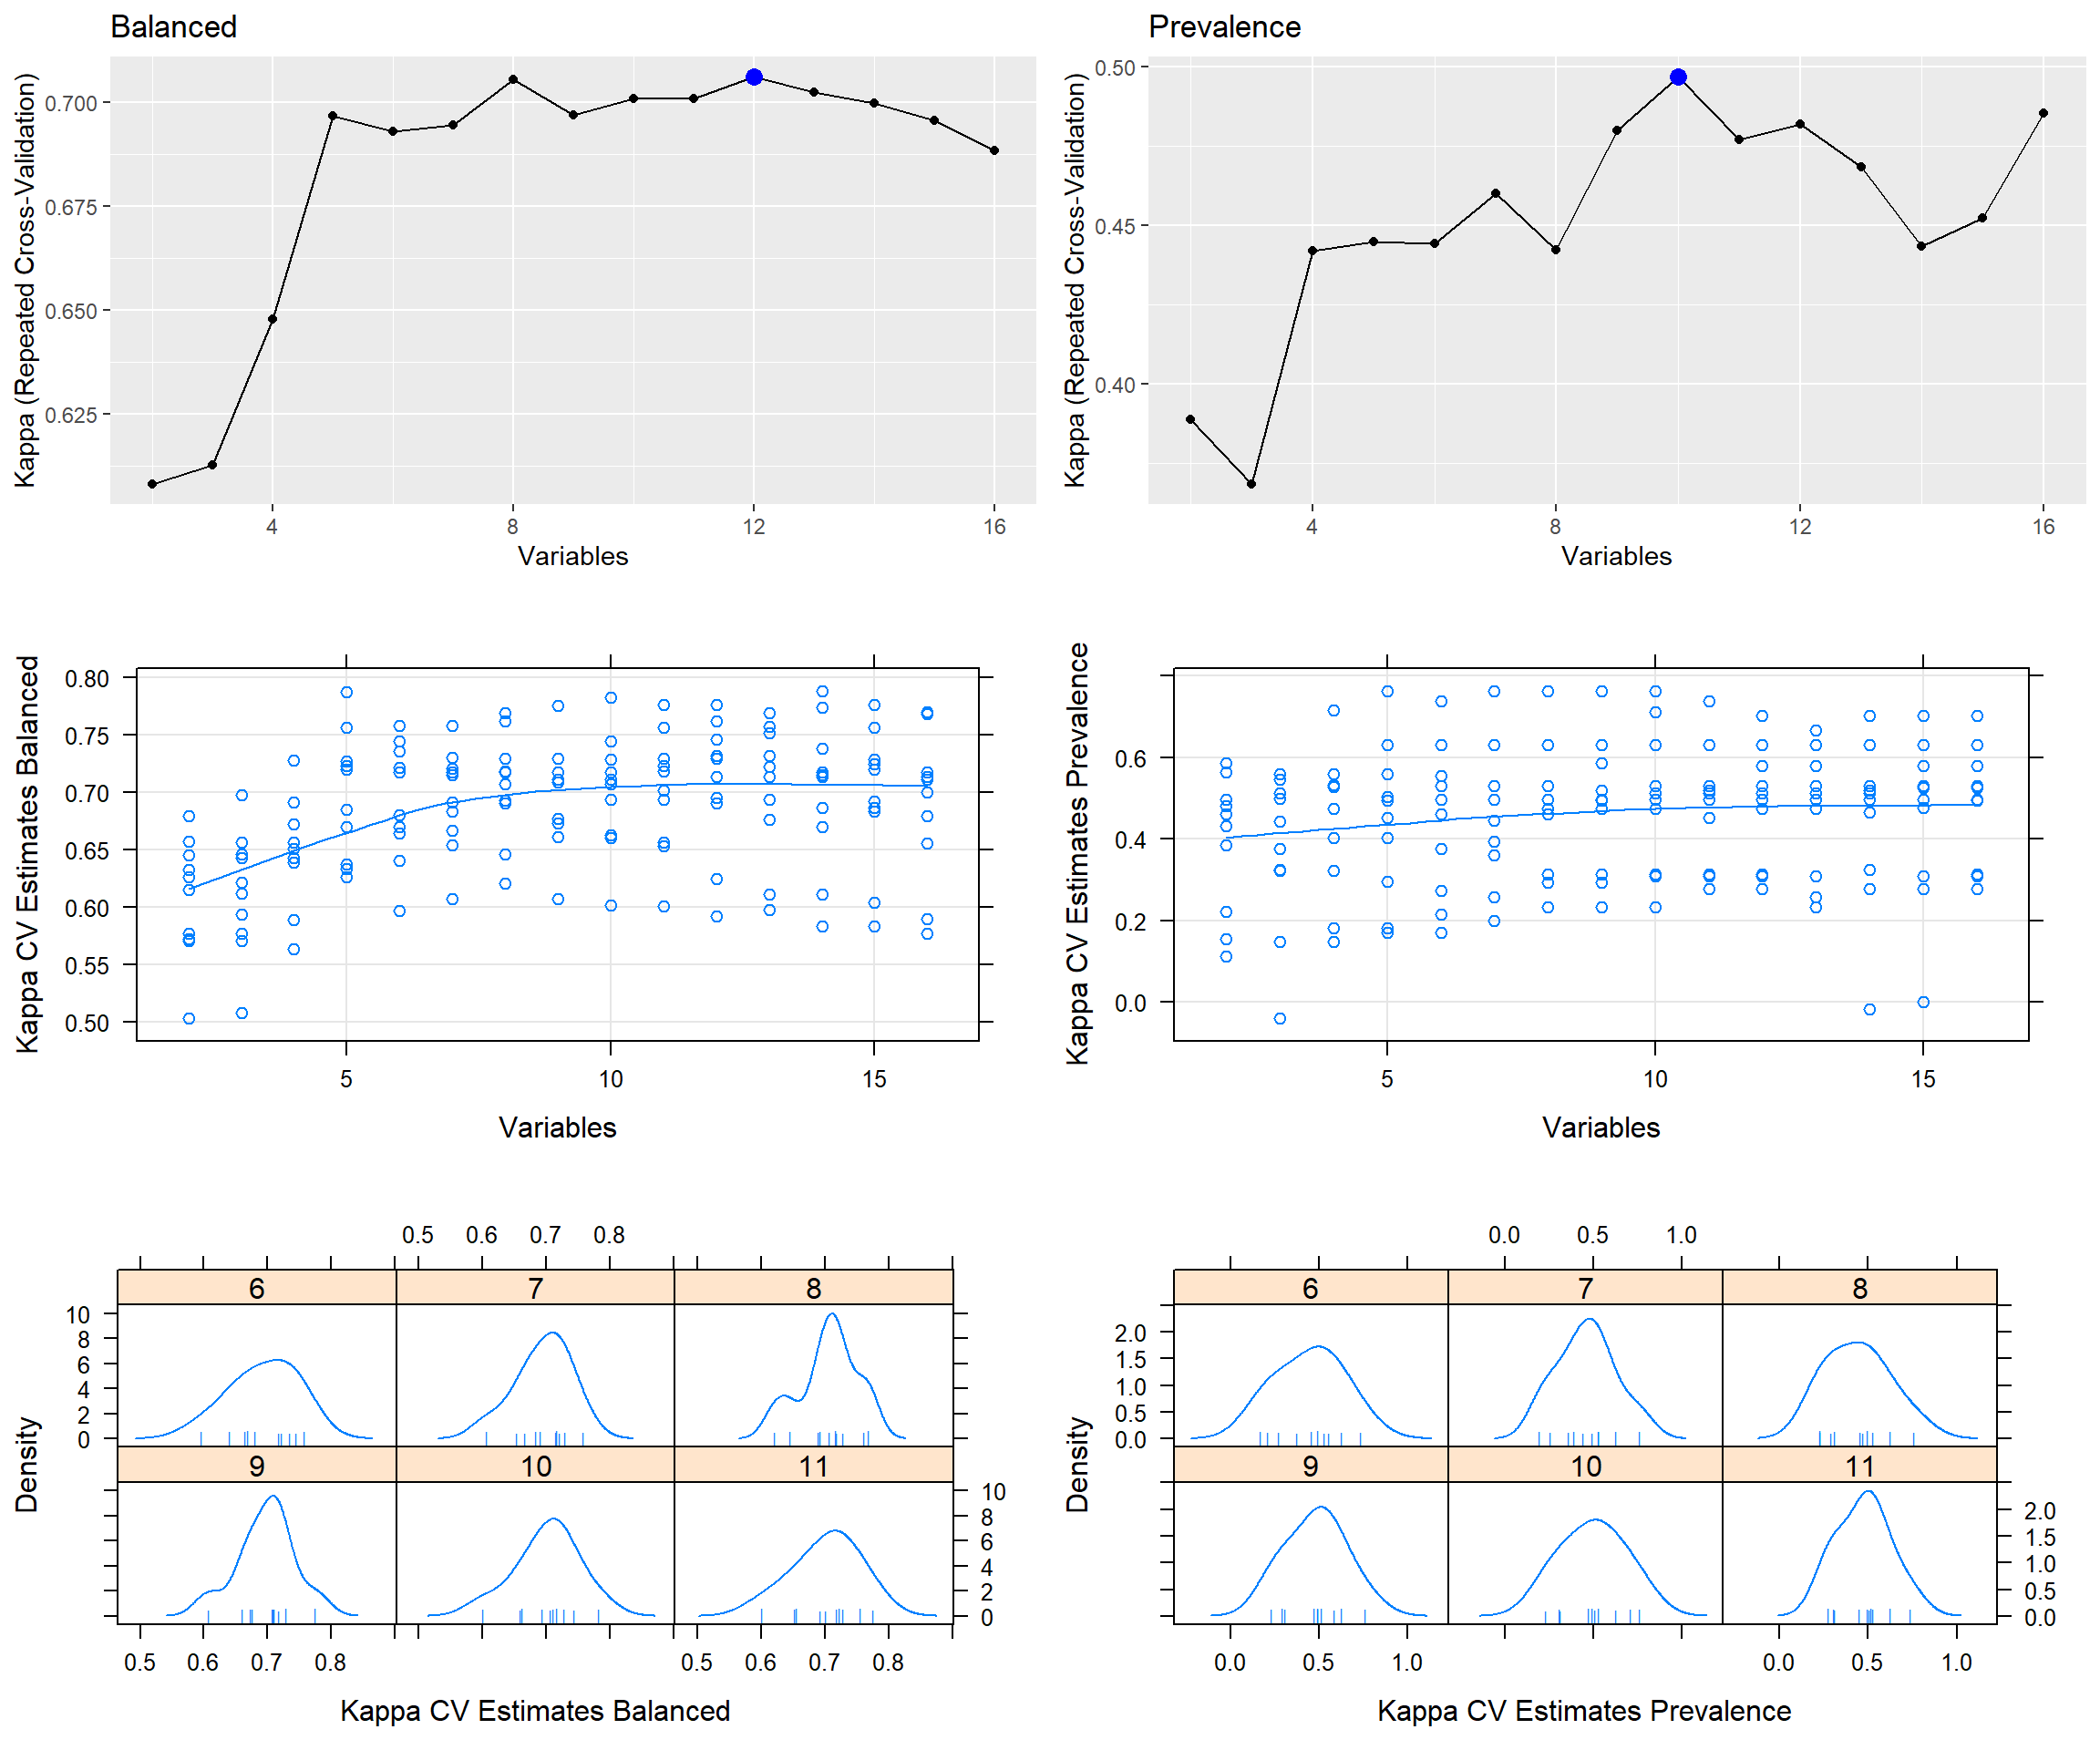 Balanced
Kappa (Repeated Cross-Validation)
0.700
0.675
0.650
0.625
4 8 12 16
Variables
Prevalence
Kappa (Repeated Cross-Validation)
0.50
0.45
0.40
4 8 12 16
Variables
Kappa CV Estimates Balanced
0.80
0.75
0.70
0.65
0.60
0.55
0.50
5 10 15
Variables
Kappa CV Estimates Prevalence
0.6
0.4
0.2
0.0
5 10 15
Variables
0.5 0.6 0.7 0.8
6 7 8
10
8
6
4
2
0
Density
9 10 11
10
8
6
4
2
0
0.5 0.6 0.7 0.8 0.5 0.6 0.7 0.8
Kappa CV Estimates Balanced
0.0 0.5 1.0
6 7 8
2.0
1.5
1.0
0.5
0.0
Density
9 10 11
2.0
1.5
1.0
0.5
0.0
0.0 0.5 1.0 0.0 0.5 1.0
Kappa CV Estimates Prevalence